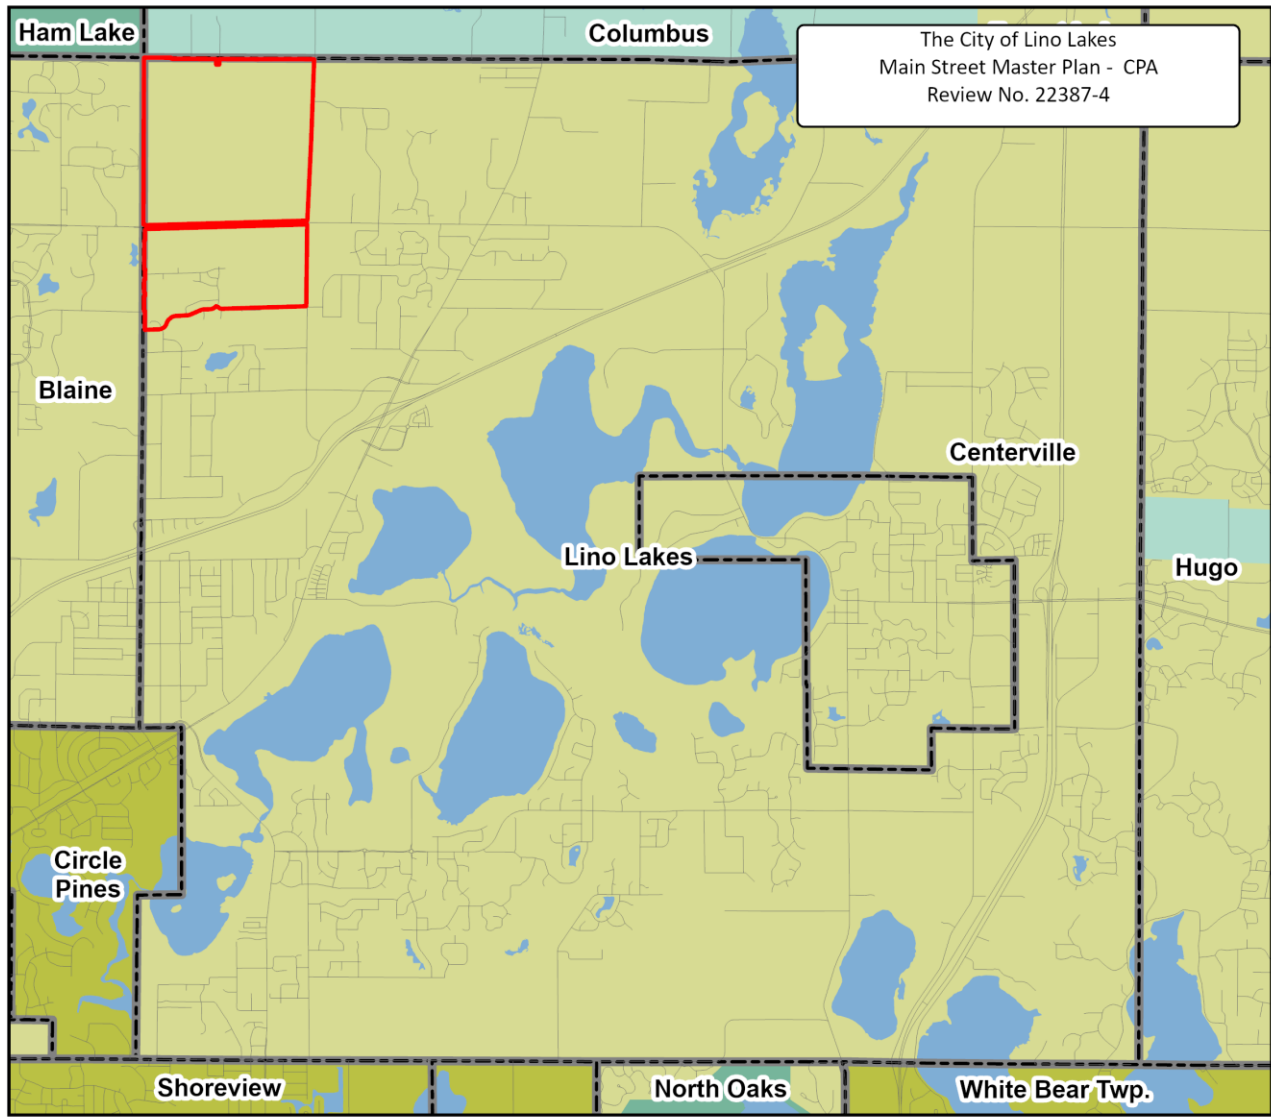 Ham Lake
Columbus
The City of Lino Lakes
Main Street Master Plan - CPA
Review No. 22387-4
Blaine
Centerville
Lino Lakes
Hugo
Circle
Pines
Shoreview
North Oaks
White Bear Twp.